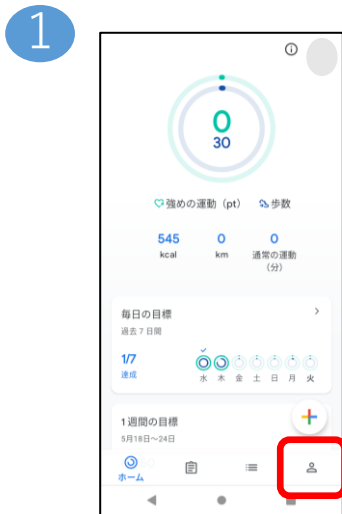 1
0
30
強めの運動（pt） 歩数
545 0 0
kcal km 通常の運動
（分）
毎日の目標
過去 7 日間
1/7
達成
水 木 金 土 日 月 火
1 週間の目標
5月18日～24日
ホーム